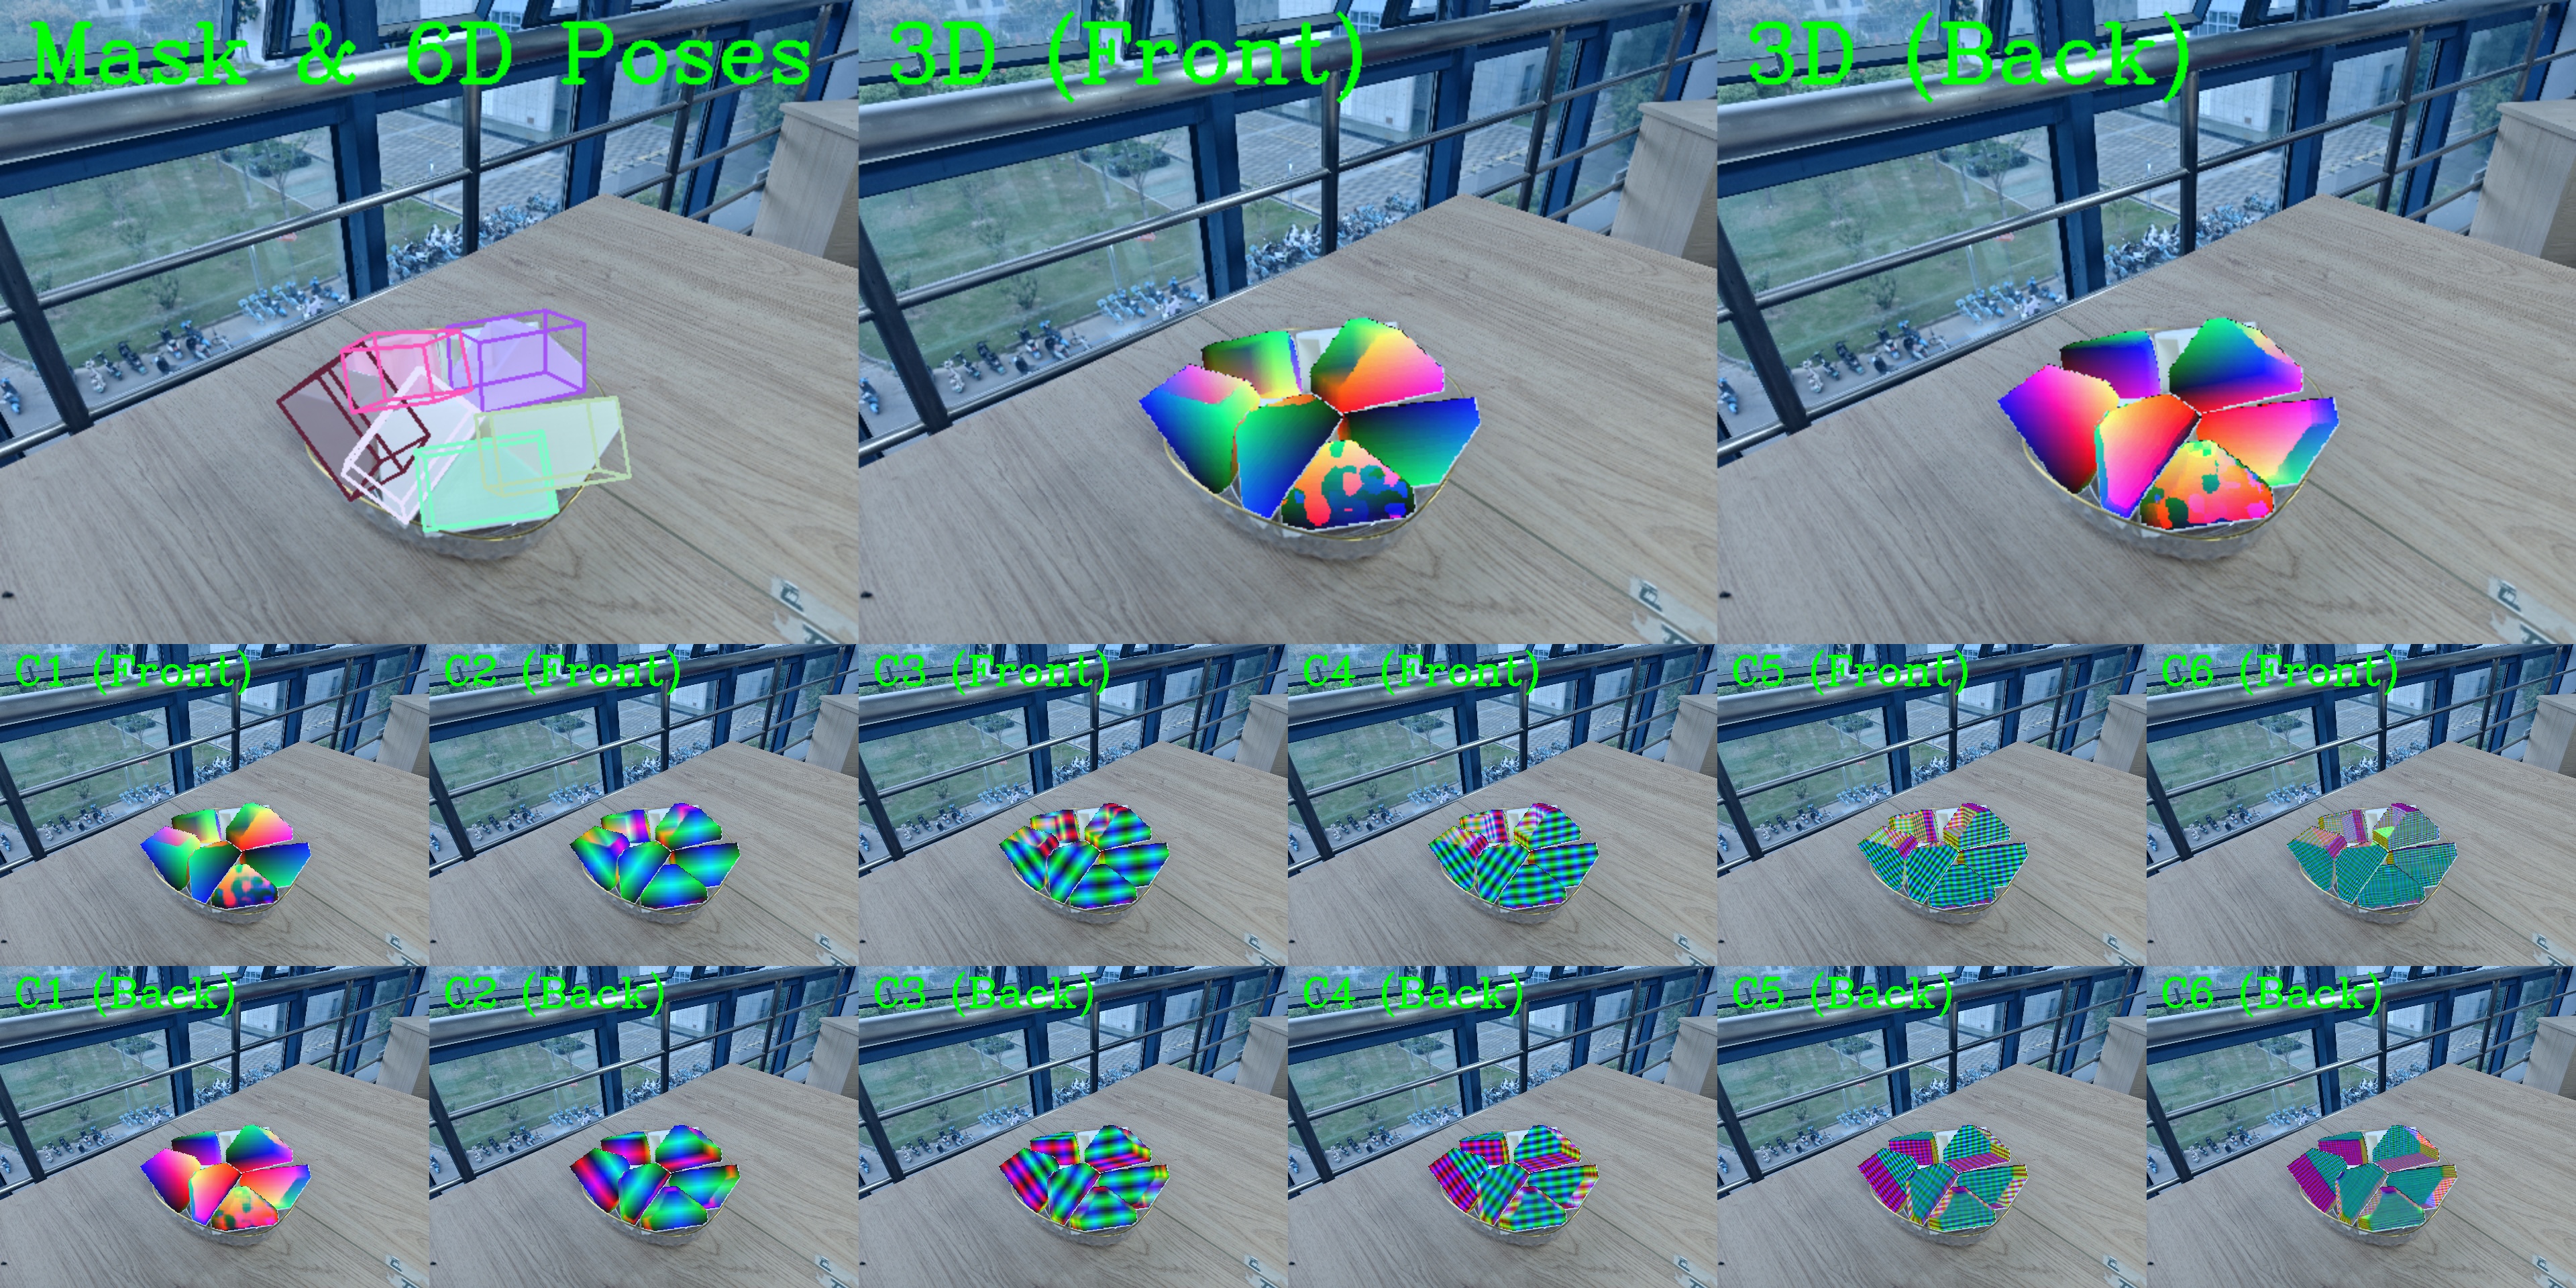 Mask & 6D Poses
3D (Front)
3D (Back)
C1 (Front)
C2 (Front)
C3 (Front)
C4 (Front)
C5 (Front)
C6 (Front)
C1 (Back)
C2 (Back)
C3 (Back)
C4 (Back)
C5 (Back)
C6 (Back)